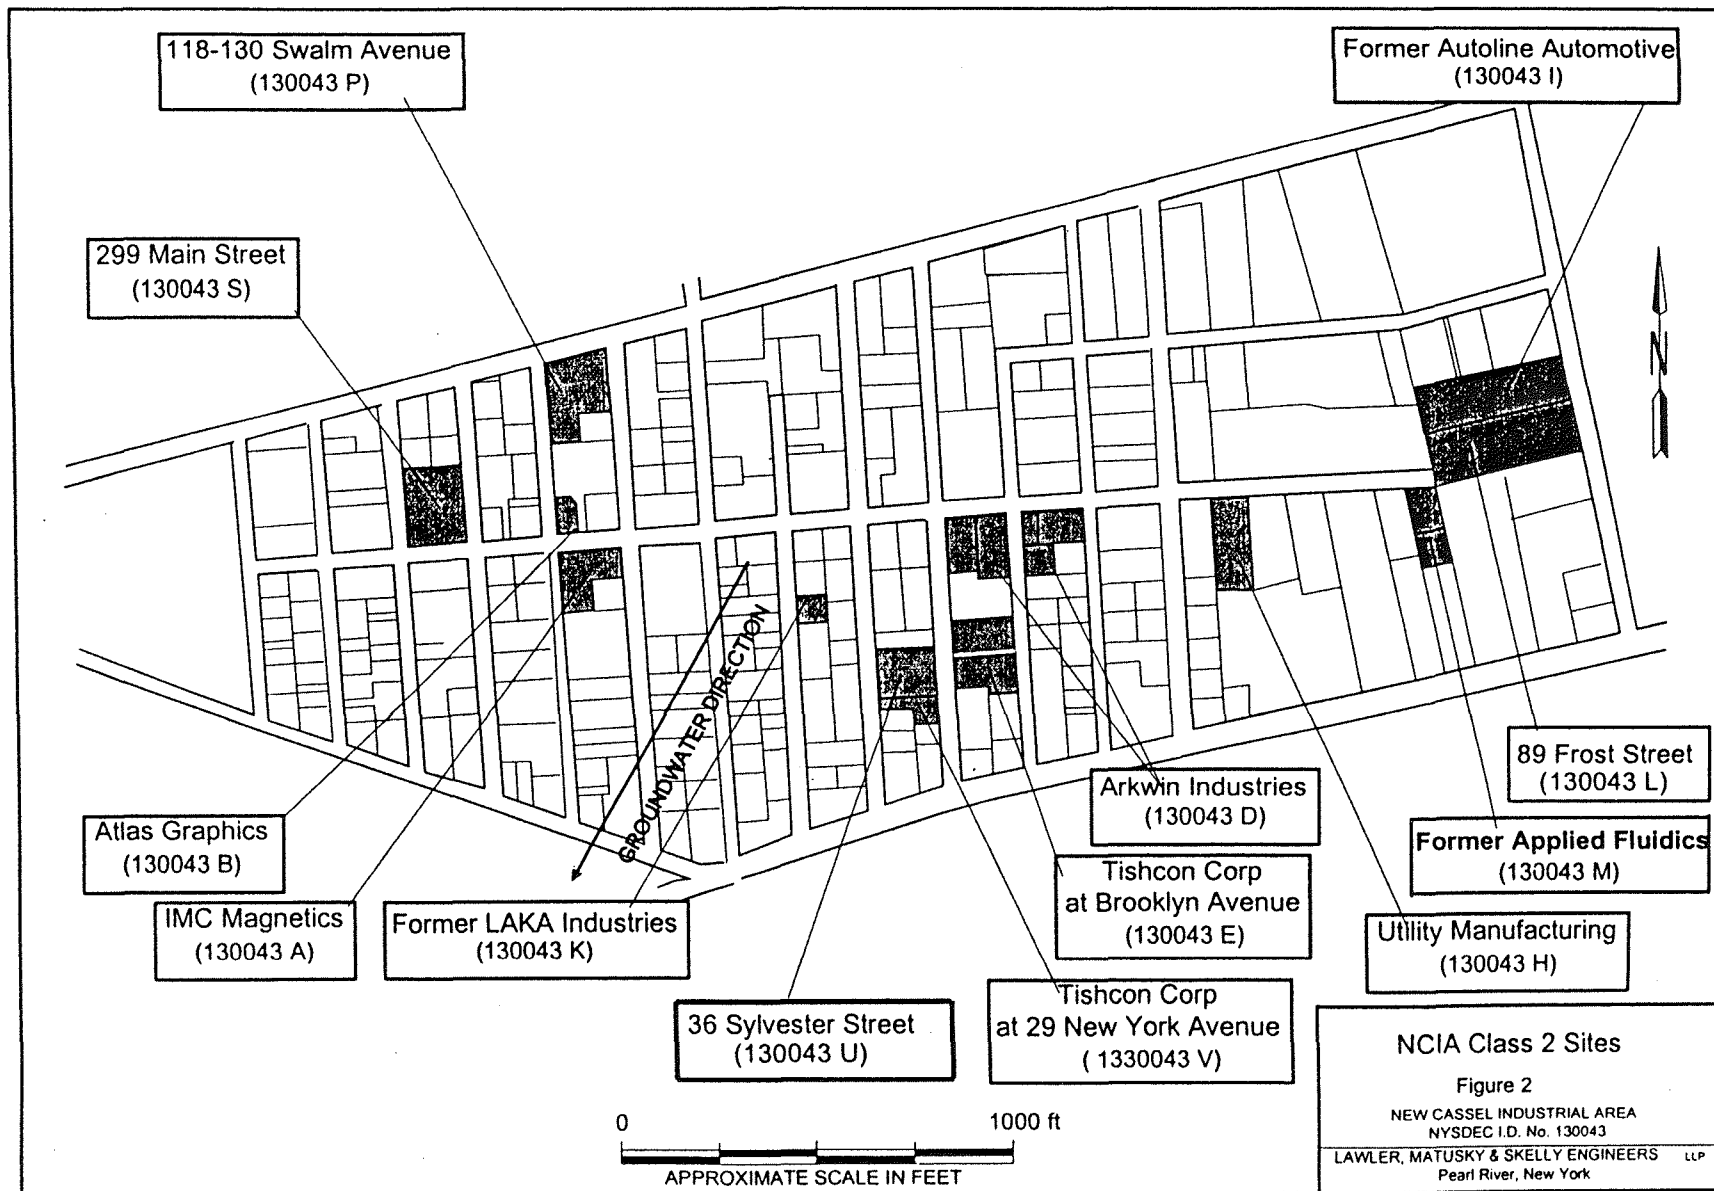 118-130 Swalm Avenue
(130043 P)
Former Autoline Automotive
(130043 I)
299 Main Street
(130043 S)
N
GROUNDWATER DIRECTION
Atlas Graphics
(130043 B)
IMC Magnetics
(130043 A)
Former LAKA Industries
(130043 K)
36 Sylvester Street
(130043 U)
Tishcon Corp
at 29 New York Avenue
( 1330043 V)
Tishcon Corp
at Brooklyn Avenue
(130043 E)
Arkwin Industries
(130043 D)
89 Frost Street
(130043 L)
Former Applied Fluidics
(130043 M)
Utility Manufacturing
(130043 H)
0 1000 ft
APPROXIMATE SCALE IN FEET
NCIA Class 2 Sites
Figure 2
NEW CASSEL INDUSTRIAL AREA
NYSDEC I.D. No. 130043
LAWLER, MATUSKY & SKELLY ENGINEERS LLP
Pearl River, New York